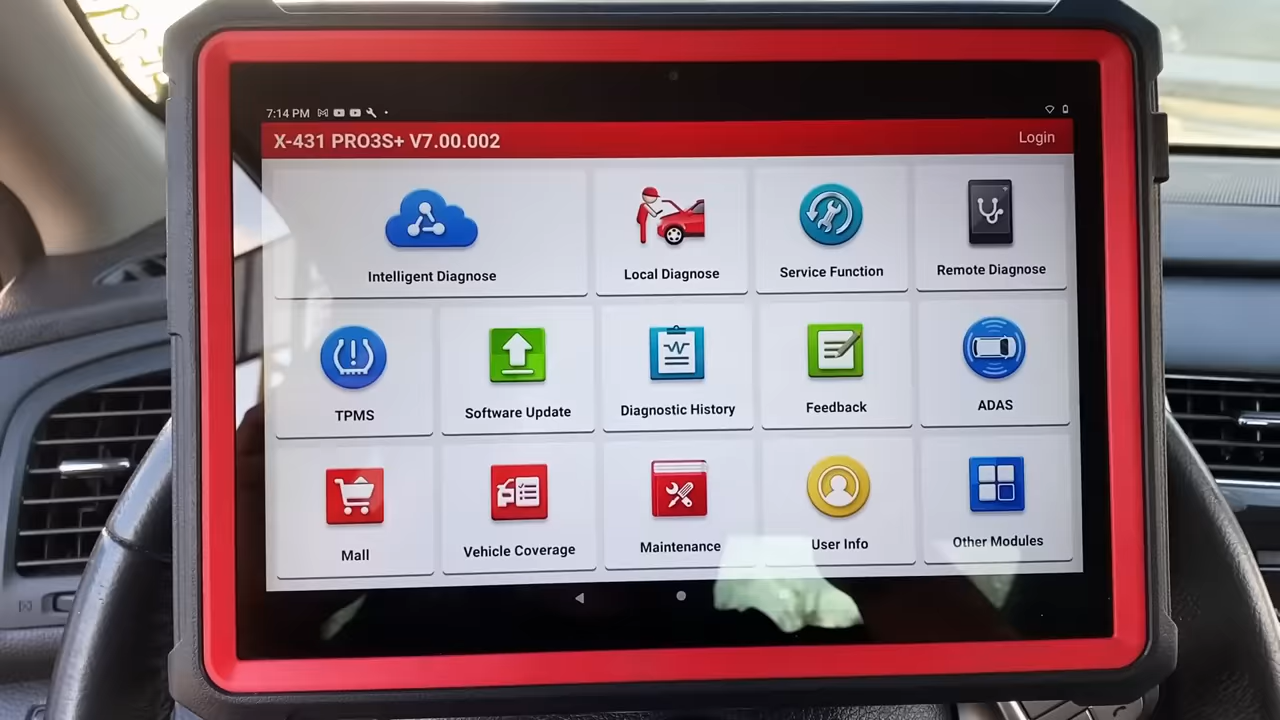 7:14 PM
X-431 PRO3S+ V7.00.002
Login
Intelligent Diagnose
Local Diagnose
Service Function
Remote Diagnose
TPMS
Software Update
Diagnostic History
Feedback
ADAS
Mall
Vehicle Coverage
Maintenance
User Info
Other Modules